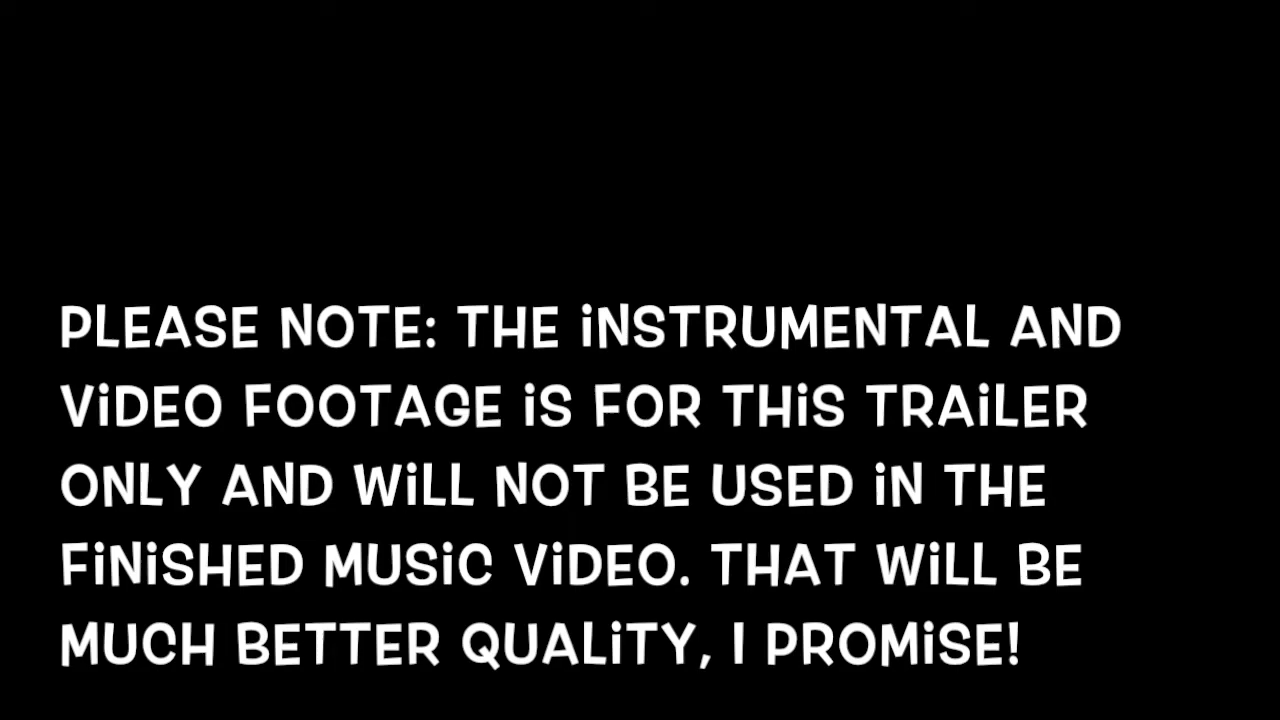 PLEASE NOTE: THE iNSTRUMENTAL AND
ViDEO FOOTAGE iS FOR THiS TRAiLER
ONLY AND WiLL NOT BE USED iN THE
FiNiSHED MUSiC ViDEO. THAT WiLL BE
MUCH BETTER QUALiTY, I PROMiSE!